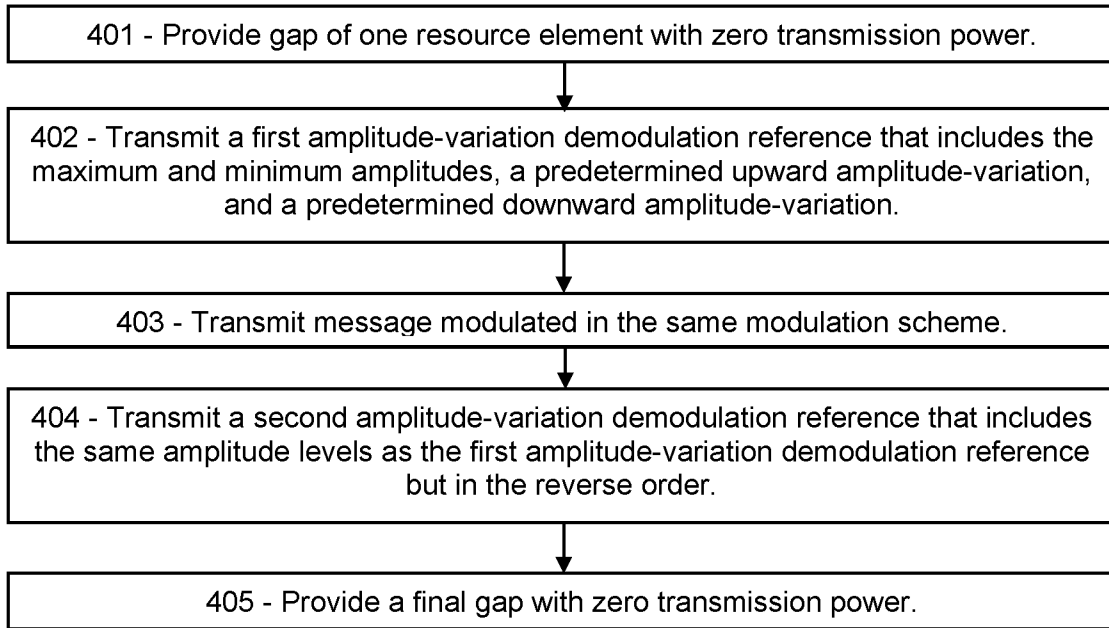 401 - Provide gap of one resource element with zero transmission power.
402 - Transmit a first amplitude-variation demodulation reference that includes the
maximum and minimum amplitudes, a predetermined upward amplitude-variation,
and a predetermined downward amplitude-variation.
403 - Transmit message modulated in the same modulation scheme.
404 - Transmit a second amplitude-variation demodulation reference that includes
the same amplitude levels as the first amplitude-variation demodulation reference
but in the reverse order.
405 - Provide a final gap with zero transmission power.